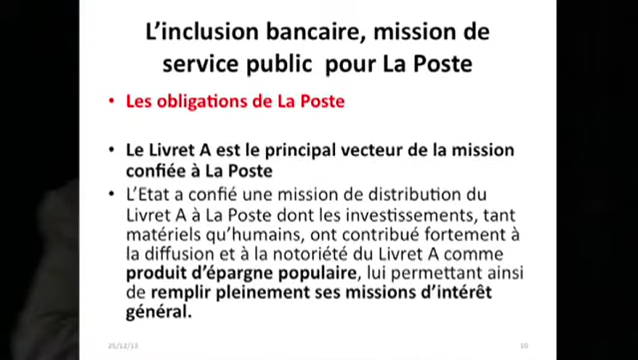 L’inclusion bancaire, mission de
service public pour La Poste
• Les obligations de La Poste
• Le Livret A est le principal vecteur de la mission
confiée à La Poste
• L’Etat a confié une mission de distribution du
Livret A à La Poste dont les investissements, tant
matériels qu’humains, ont contribué fortement à
la diffusion et à la notoriété du Livret A comme
produit d’épargne populaire, lui permettant ainsi
de remplir pleinement ses missions d’intérêt
général.
25/12/13 10